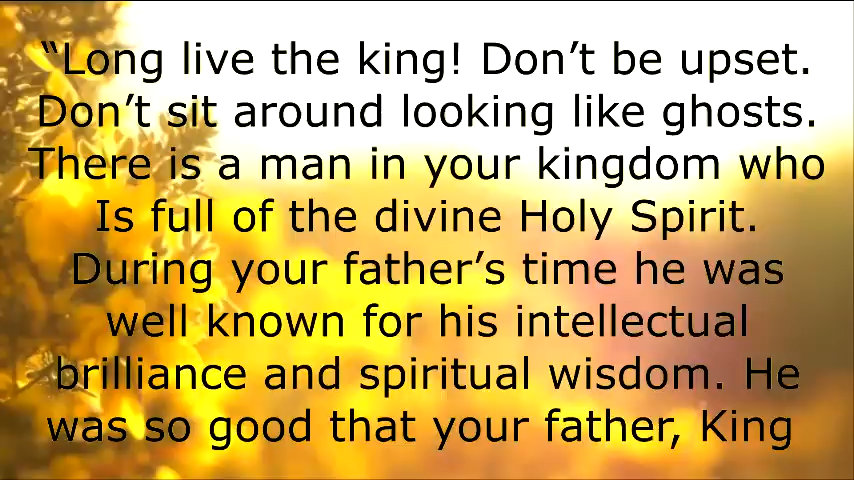 “Long live the king! Don’t be upset.
Don’t sit around looking like ghosts.
There is a man in your kingdom who
Is full of the divine Holy Spirit.
During your father’s time he was
well known for his intellectual
brilliance and spiritual wisdom. He
was so good that your father, King